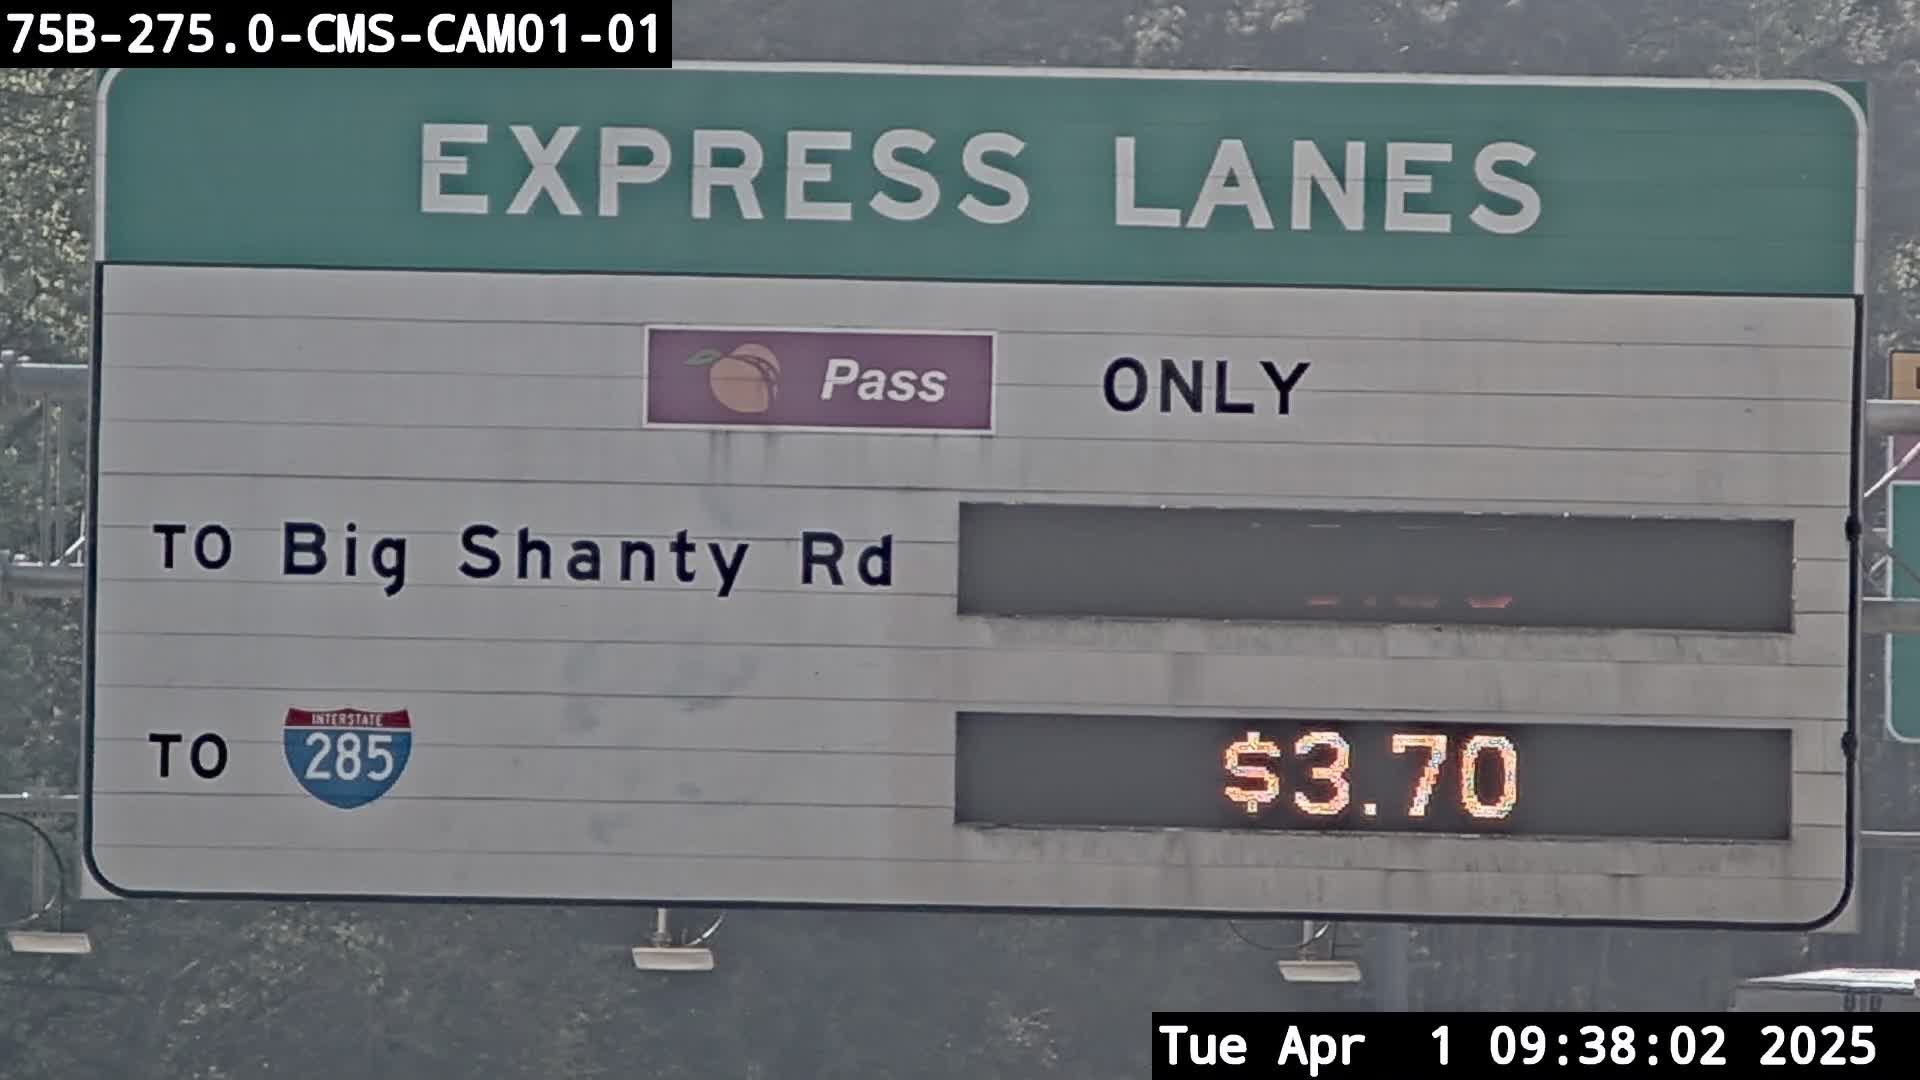 75B-275.0-CMS-CAM01-01
EXPRESS LANES
Pass ONLY
TO Big Shanty Rd
TO INTERSTATE 285 $3.70
Tue Apr 1 09:38:02 2025